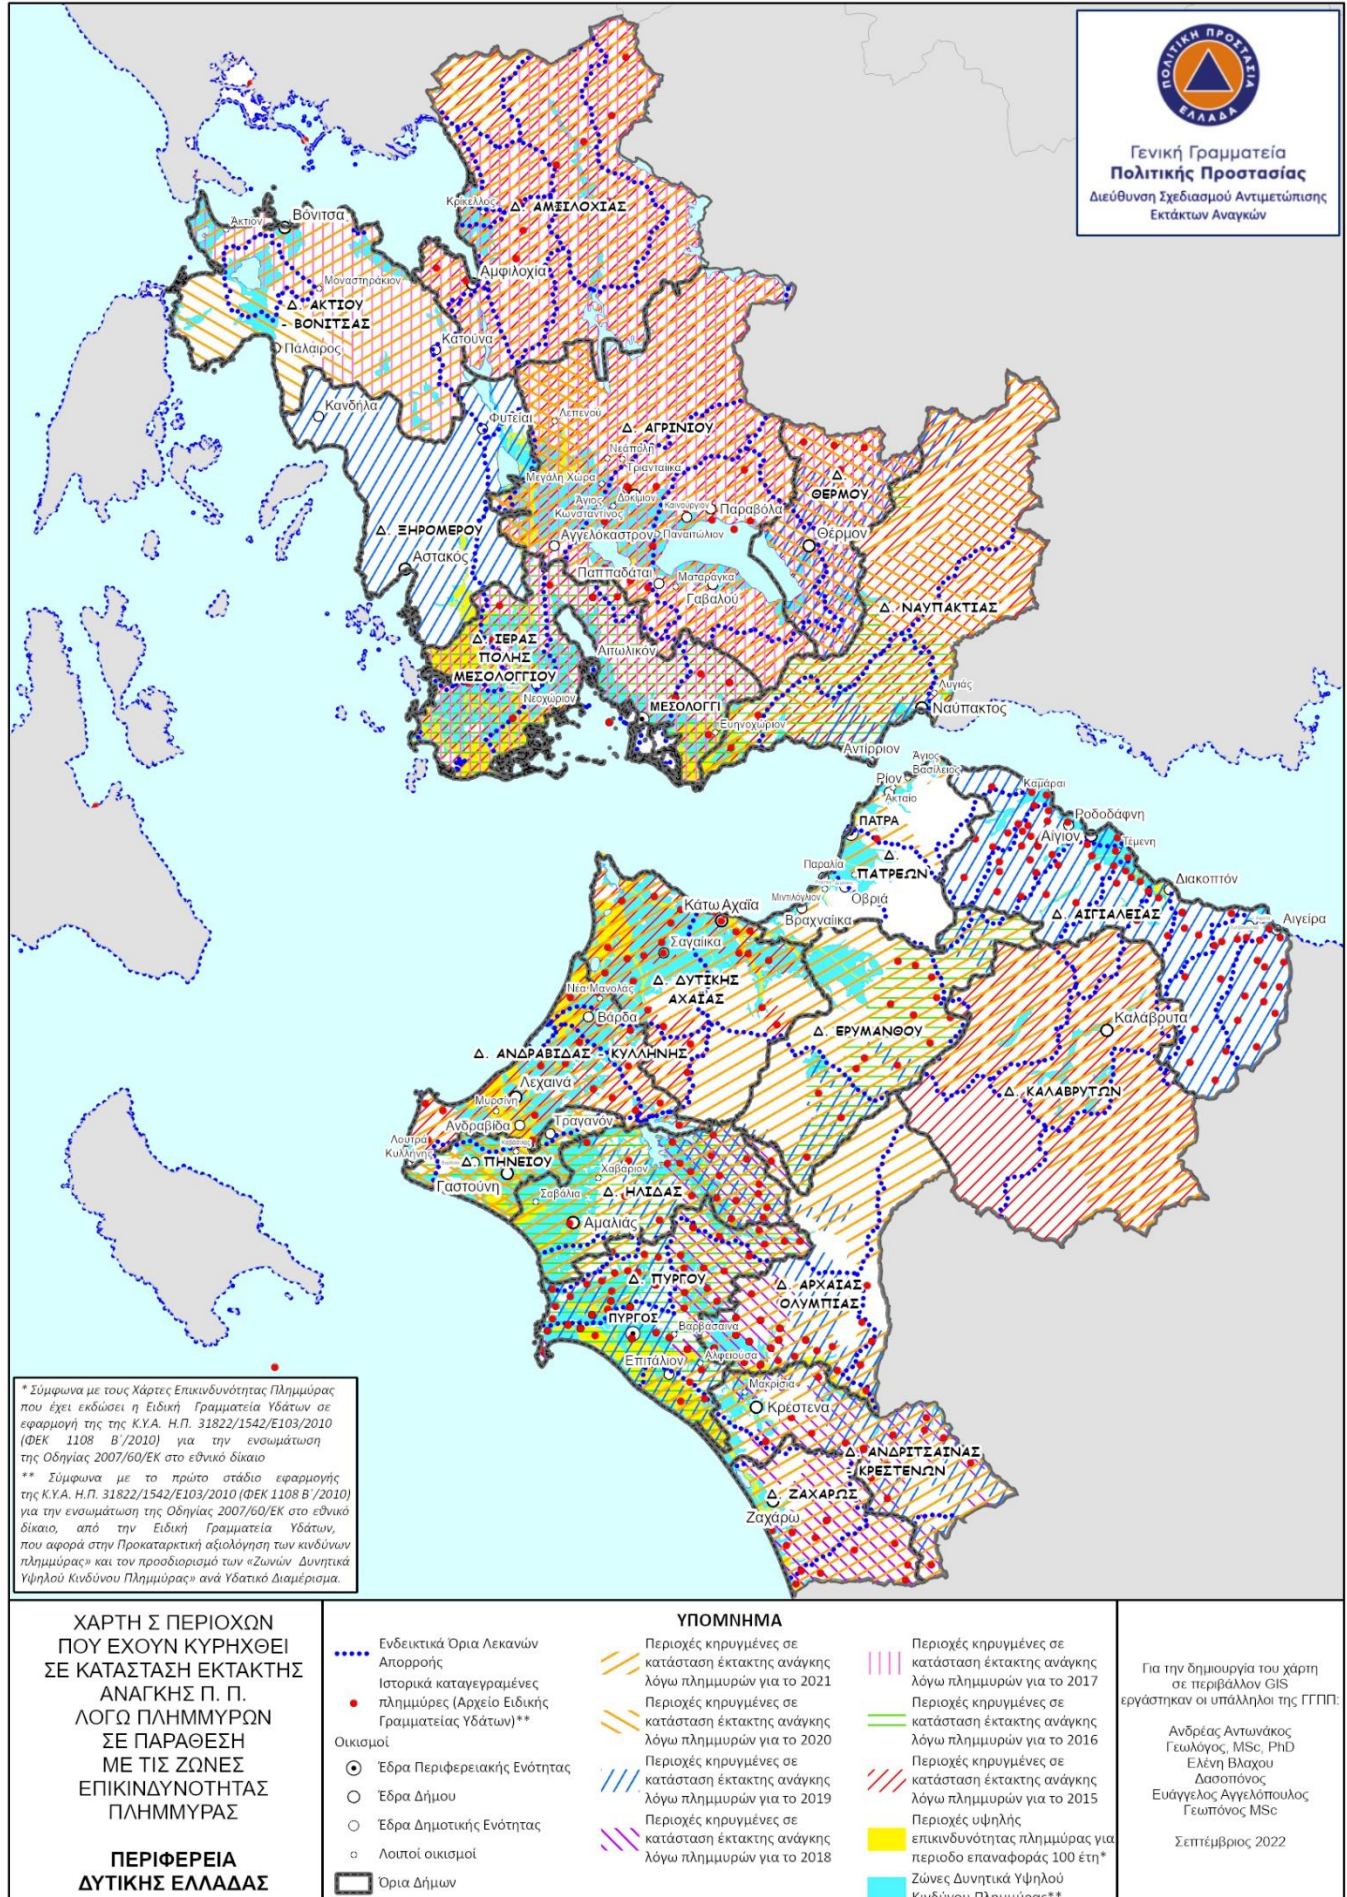 ΠΟΛΙΤΙΚΗ ΠΡΟΣΤΑΣΙΑ
ΕΛΛΑΔΑ
Γενική Γραμματεία
Πολιτικής Προστασίας
Διεύθυνση Σχεδιασμού Αντιμετώπισης
Εκτάκτων Αναγκών
Κρίκελλος
Δ. ΑΜΦΙΛΟΧΙΑΣ
Άκτιον
Βόνιτσα
Αμφιλοχία
Μοναστηράκιον
Δ. ΑΚΤΙΟΥ
- ΒΟΝΙΤΣΑΣ
Πάλαιρος
Κατούνα
Κανδήλα
Φυτείαι
Λεπενού
Δ. ΑΓΡΙΝΙΟΥ
Νεάπολη
Τριανταίικα
Μεγάλη Χώρα
Δ.
ΘΕΡΜΟΥ
Άγιος
Κωνσταντίνος
Δοκίμιον
Καινούργιον
Παραβόλα
Δ. ΞΗΡΟΜΕΡΟΥ
Αγγελόκαστρον
Παναιτώλιον
Θέρμον
Αστακός
Παππαδάται
Ματαράγκα
Γαβαλού
Δ. ΝΑΥΠΑΚΤΙΑΣ
Δ. ΙΕΡΑΣ
ΠΟΛΗΣ
ΜΕΣΟΛΟΓΓΙΟΥ
Αιτωλικόν
Νεοχώριον
ΜΕΣΟΛΟΓΓΙ
Ευηνοχώριον
Λυγιάς
Ναύπακτος
Αντίρριον
Άγιος
Βασίλειος
Ρίον
Ακταίο
Καμάραι
Ροδοδάφνη
ΠΑΤΡΑ
Αίγιον
Τέμενη
Δ.
ΠΑΤΡΕΩΝ
Παραλία
Διακοπτόν
Μιντιλόγλιον
Οβριά
Βραχναίικα
Κάτω Αχαΐα
Δ. ΑΙΓΙΑΛΕΙΑΣ
Αιγείρα
Σαγαίικα
Δ. ΔΥΤΙΚΗΣ
ΑΧΑΪΑΣ
Νέα Μανολάς
Βάρδα
Δ. ΕΡΥΜΑΝΘΟΥ
Καλάβρυτα
Δ. ΑΝΔΡΑΒΙΔΑΣ - ΚΥΛΛΗΝΗΣ
Λεχαινά
Μυρσίνη
Δ. ΚΑΛΑΒΡΥΤΩΝ
Ανδραβίδα
Τραγανόν
Λουτρά
Κυλλήνης
Δ. ΠΗΝΕΙΟΥ
Γαστούνη
Χαβάριον
Σαβάλια
Δ. ΗΛΙΔΑΣ
Αμαλιάς
Δ. ΠΥΡΓΟΥ
Δ. ΑΡΧΑΙΑΣ
ΟΛΥΜΠΙΑΣ
ΠΥΡΓΟΣ
Βαρβάσαινα
Επιτάλιον
Αλφειούσα
Μακρίσια
Κρέστενα
Δ. ΑΝΔΡΙΤΣΑΙΝΑΣ
- ΚΡΕΣΤΕΝΩΝ
Δ. ΖΑΧΑΡΩΣ
Ζαχάρω
* Σύμφωνα με τους Χάρτες Επικινδυνότητας Πλημμύρας
που έχει εκδώσει η Ειδική Γραμματεία Υδάτων σε
εφαρμογή της της Κ.Υ.Α. Η.Π. 31822/1542/Ε103/2010
(ΦΕΚ 1108 Β΄/2010) για την ενσωμάτωση
της Οδηγίας 2007/60/ΕΚ στο εθνικό δίκαιο
** Σύμφωνα με το πρώτο στάδιο εφαρμογής
της Κ.Υ.Α. Η.Π. 31822/1542/Ε103/2010 (ΦΕΚ 1108 Β΄/2010)
για την ενσωμάτωση της Οδηγίας 2007/60/ΕΚ στο εθνικό
δίκαιο, από την Ειδική Γραμματεία Υδάτων,
που αφορά στην Προκαταρκτική αξιολόγηση των κινδύνων
πλημμύρας» και τον προσδιορισμό των «Ζωνών Δυνητικά
Υψηλού Κινδύνου Πλημμύρας» ανά Υδατικό Διαμέρισμα.
ΧΑΡΤΗ Σ ΠΕΡΙΟΧΩΝ
ΠΟΥ ΕΧΟΥΝ ΚΥΡΗΧΘΕΙ
ΣΕ ΚΑΤΑΣΤΑΣΗ ΕΚΤΑΚΤΗΣ
ΑΝΑΓΚΗΣ Π. Π.
ΛΟΓΩ ΠΛΗΜΜΥΡΩΝ
ΣΕ ΠΑΡΑΘΕΣΗ
ΜΕ ΤΙΣ ΖΩΝΕΣ
ΕΠΙΚΙΝΔΥΝΟΤΗΤΑΣ
ΠΛΗΜΜΥΡΑΣ
ΠΕΡΙΦΕΡΕΙΑ
ΔΥΤΙΚΗΣ ΕΛΛΑΔΑΣ
ΥΠΟΜΝΗΜΑ
Ενδεικτικά Όρια Λεκανών
Απορροής
Ιστορικά καταγεγραμένες
πλημμύρες (Αρχείο Ειδικής
Γραμματείας Υδάτων)**
Οικισμοί
Έδρα Περιφερειακής Ενότητας
Έδρα Δήμου
Έδρα Δημοτικής Ενότητας
Λοιποί οικισμοί
Όρια Δήμων
Περιοχές κηρυγμένες σε
κατάσταση έκτακτης ανάγκης
λόγω πλημμυρών για το 2021
Περιοχές κηρυγμένες σε
κατάσταση έκτακτης ανάγκης
λόγω πλημμυρών για το 2020
Περιοχές κηρυγμένες σε
κατάσταση έκτακτης ανάγκης
λόγω πλημμυρών για το 2019
Περιοχές κηρυγμένες σε
κατάσταση έκτακτης ανάγκης
λόγω πλημμυρών για το 2018
Περιοχές κηρυγμένες σε
κατάσταση έκτακτης ανάγκης
λόγω πλημμυρών για το 2017
Περιοχές κηρυγμένες σε
κατάσταση έκτακτης ανάγκης
λόγω πλημμυρών για το 2016
Περιοχές κηρυγμένες σε
κατάσταση έκτακτης ανάγκης
λόγω πλημμυρών για το 2015
Περιοχές υψηλής
επικινδυνότητας πλημμύρας για
περιοδο επαναφοράς 100 έτη*
Ζώνες Δυνητικά Υψηλού
Κινδύνου Πλημμύρας**
Για την δημιουργία του χάρτη
σε περιβάλλον GIS
εργάστηκαν οι υπάλληλοι της ΓΓΠΠ:
Ανδρέας Αντωνάκος
Γεωλόγος, MSc, PhD
Ελένη Βλαχου
Δασοπόνος
Ευάγγελος Αγγελόπουλος
Γεωπόνος MSc
Σεπτέμβριος 2022